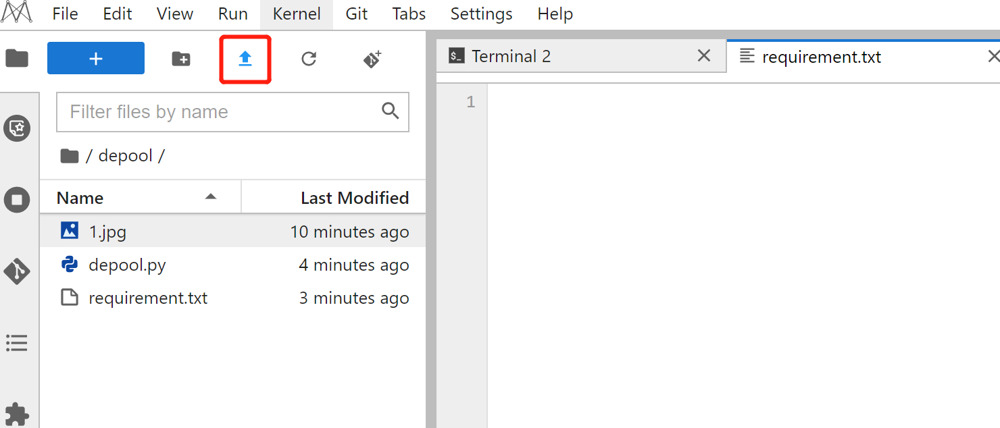 File Edit View Run Kernel Git Tabs Settings Help
+
$_ Terminal 2
requirement.txt
Filter files by name
/ depool /
Name Last Modified
1.jpg 10 minutes ago
depool.py 4 minutes ago
requirement.txt 3 minutes ago
1